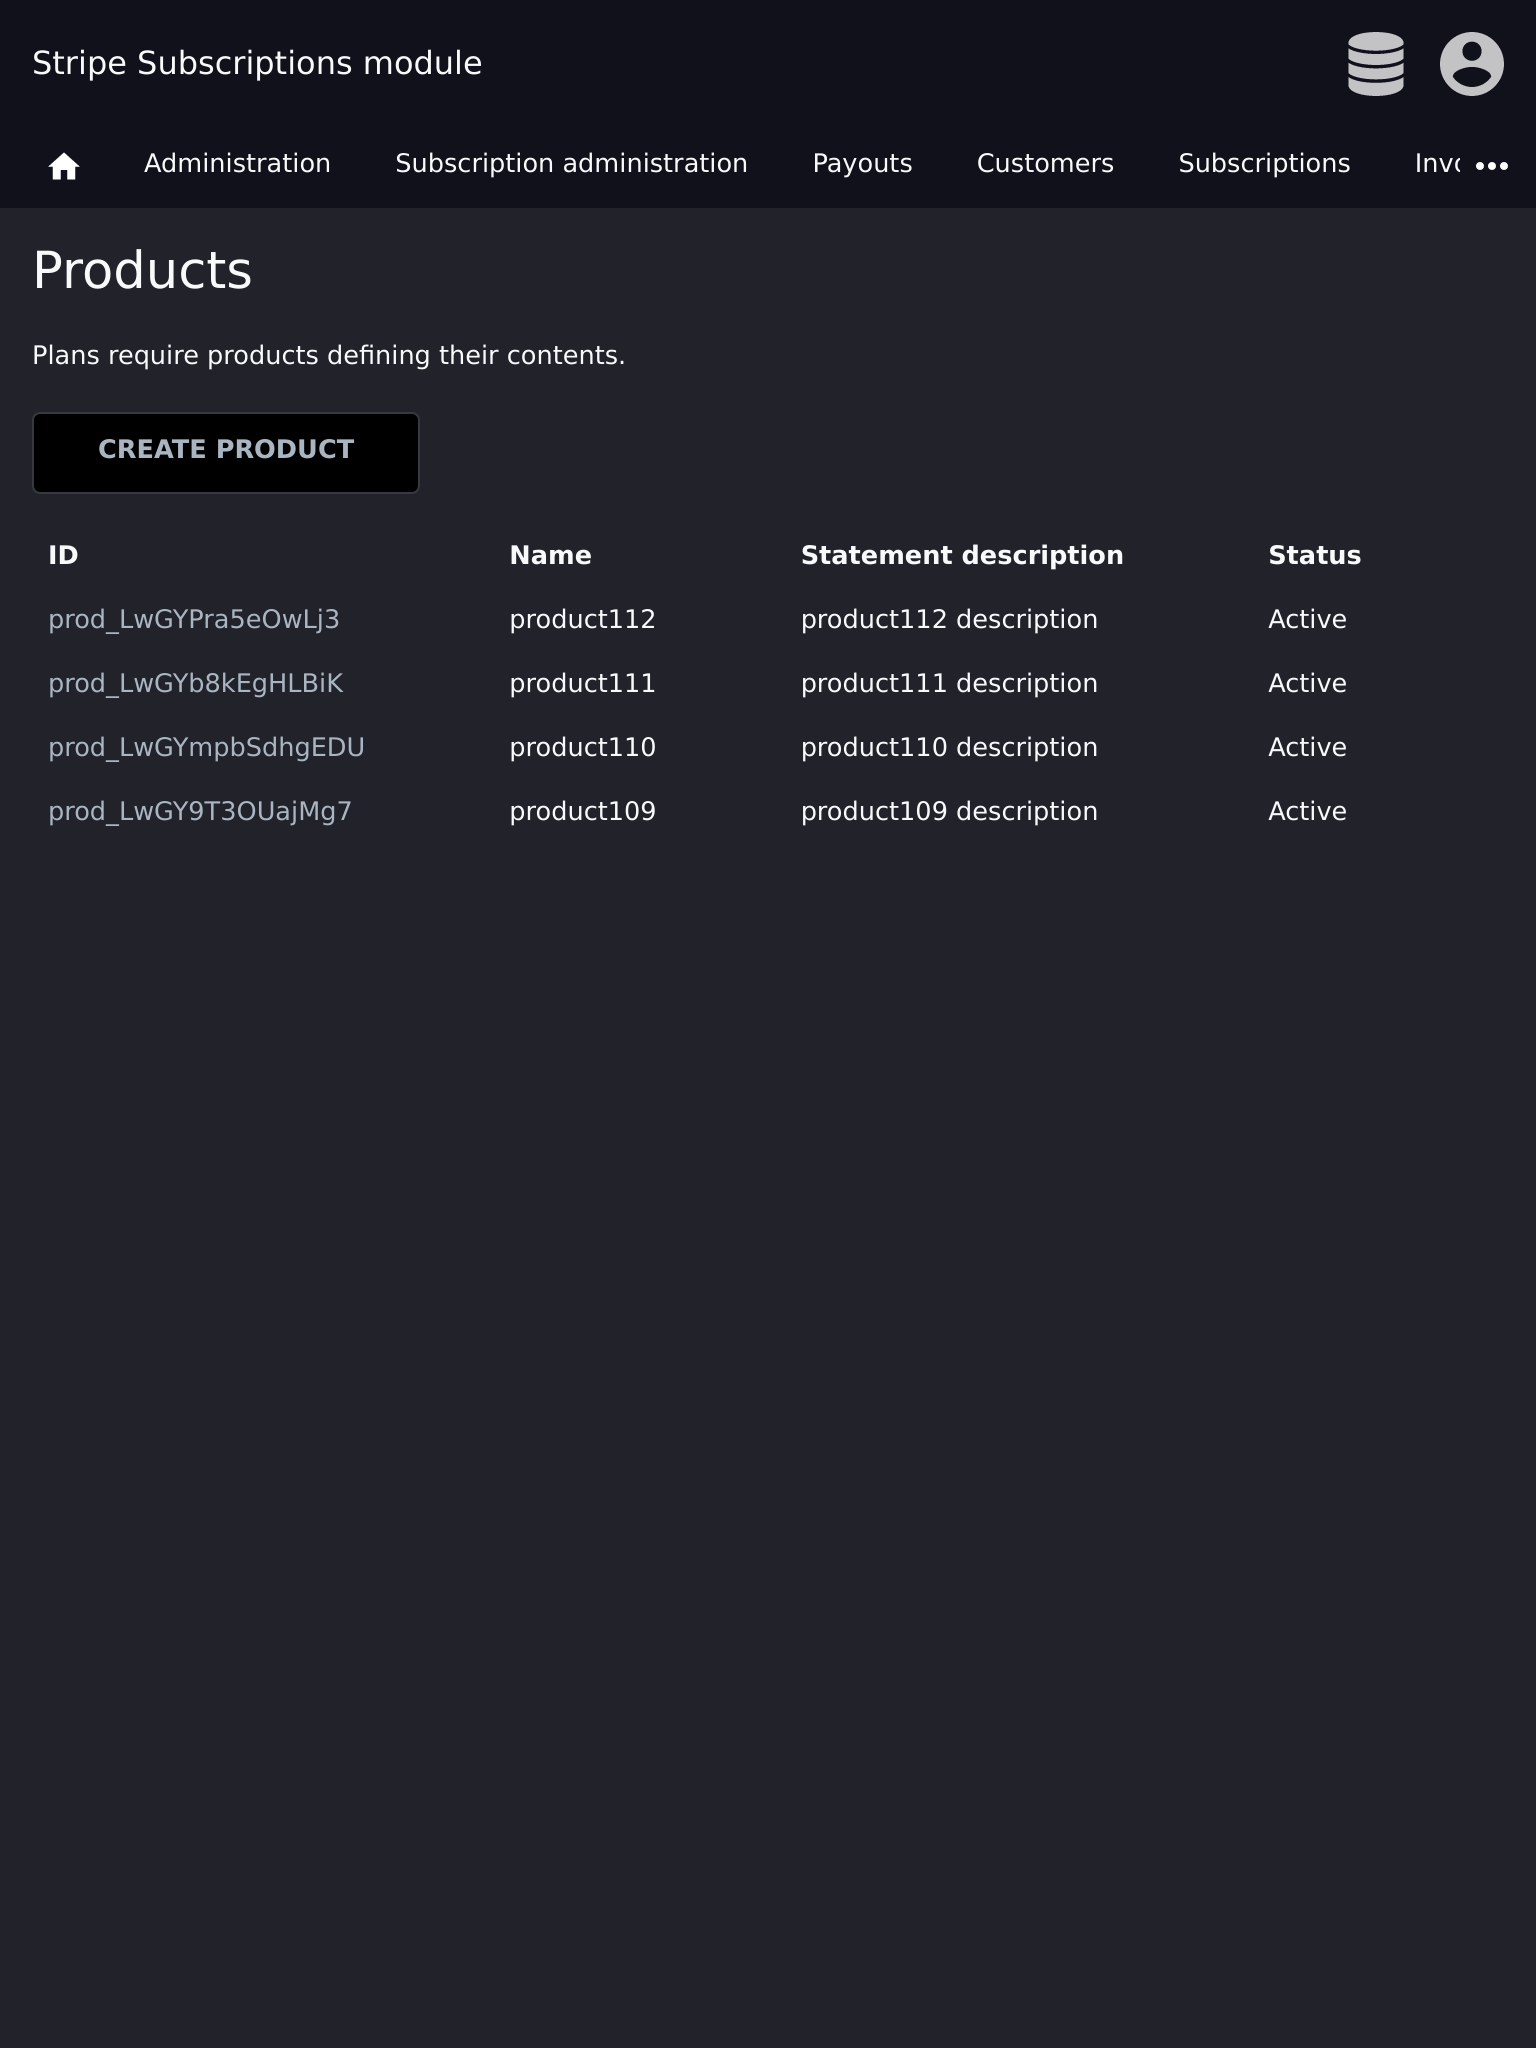 Stripe Subscriptions module
Administration Subscription administration Payouts Customers Subscriptions
Products
Plans require products defining their contents.
CREATE PRODUCT
ID Name Statement description Status
prod_LwGYPra5eOwLj3 product112 product112 description Active
prod_LwGYb8kEgHLBiK product111 product111 description Active
prod_LwGYmpbSdhgEDU product110 product110 description Active
prod_LwGY9T3OUajMg7 product109 product109 description Active